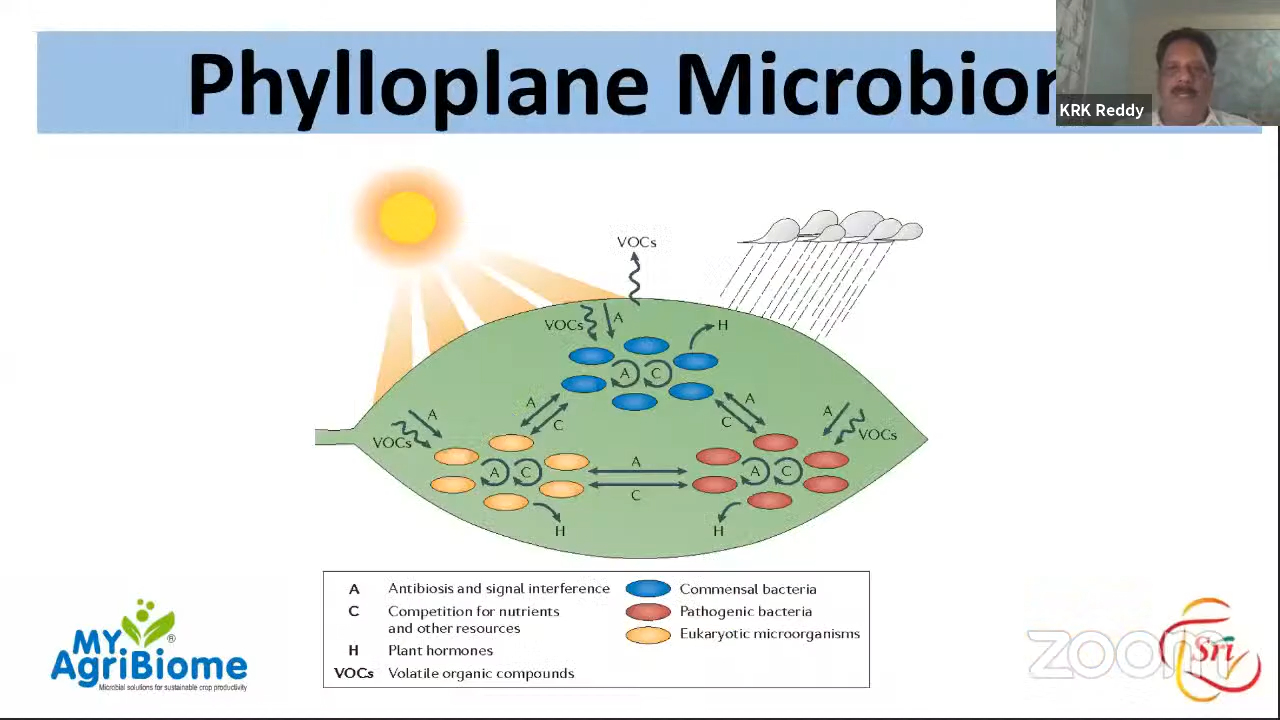 Phylloplane Microbion
KRK Reddy
VOCs
VOCs
A
H
A
C
A
C
A
C
A
VOCs
A
VOCs
A
C
A
C
A
C
H
H
A Antibiosis and signal interference
C Competition for nutrients
and other resources
H Plant hormones
VOCs Volatile organic compounds
Commensal bacteria
Pathogenic bacteria
Eukaryotic microorganisms
MY
AgriBiome®
Microbial solutions for sustainable crop productivity
zoom
Sri